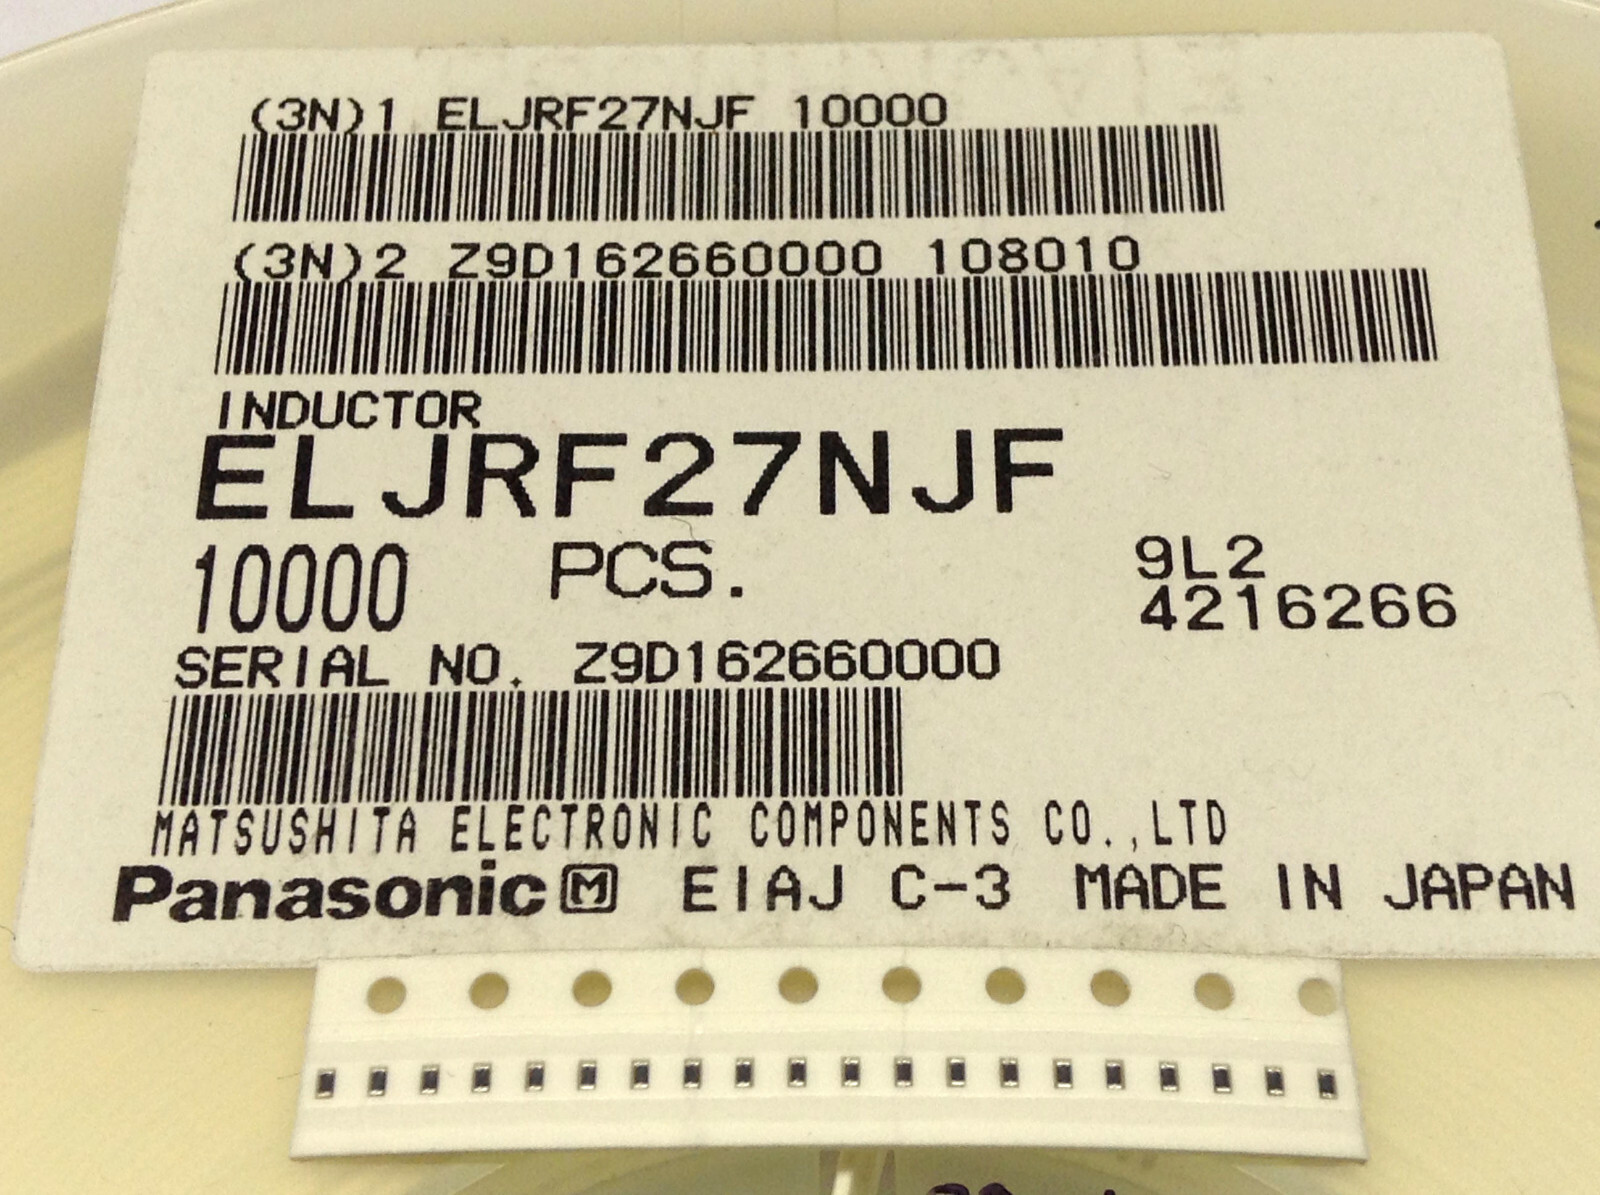 (3N)1 ELJRF27NJF 10000
(3N)2 Z9D162660000 108010
INDUCTOR
ELJRF27NJF
10000 PCS.
9L2
4216266
SERIAL NO. Z9D162660000
MATSUSHITA ELECTRONIC COMPONENTS CO.,LTD
Panasonic M EIAJ C-3 MADE IN JAPAN